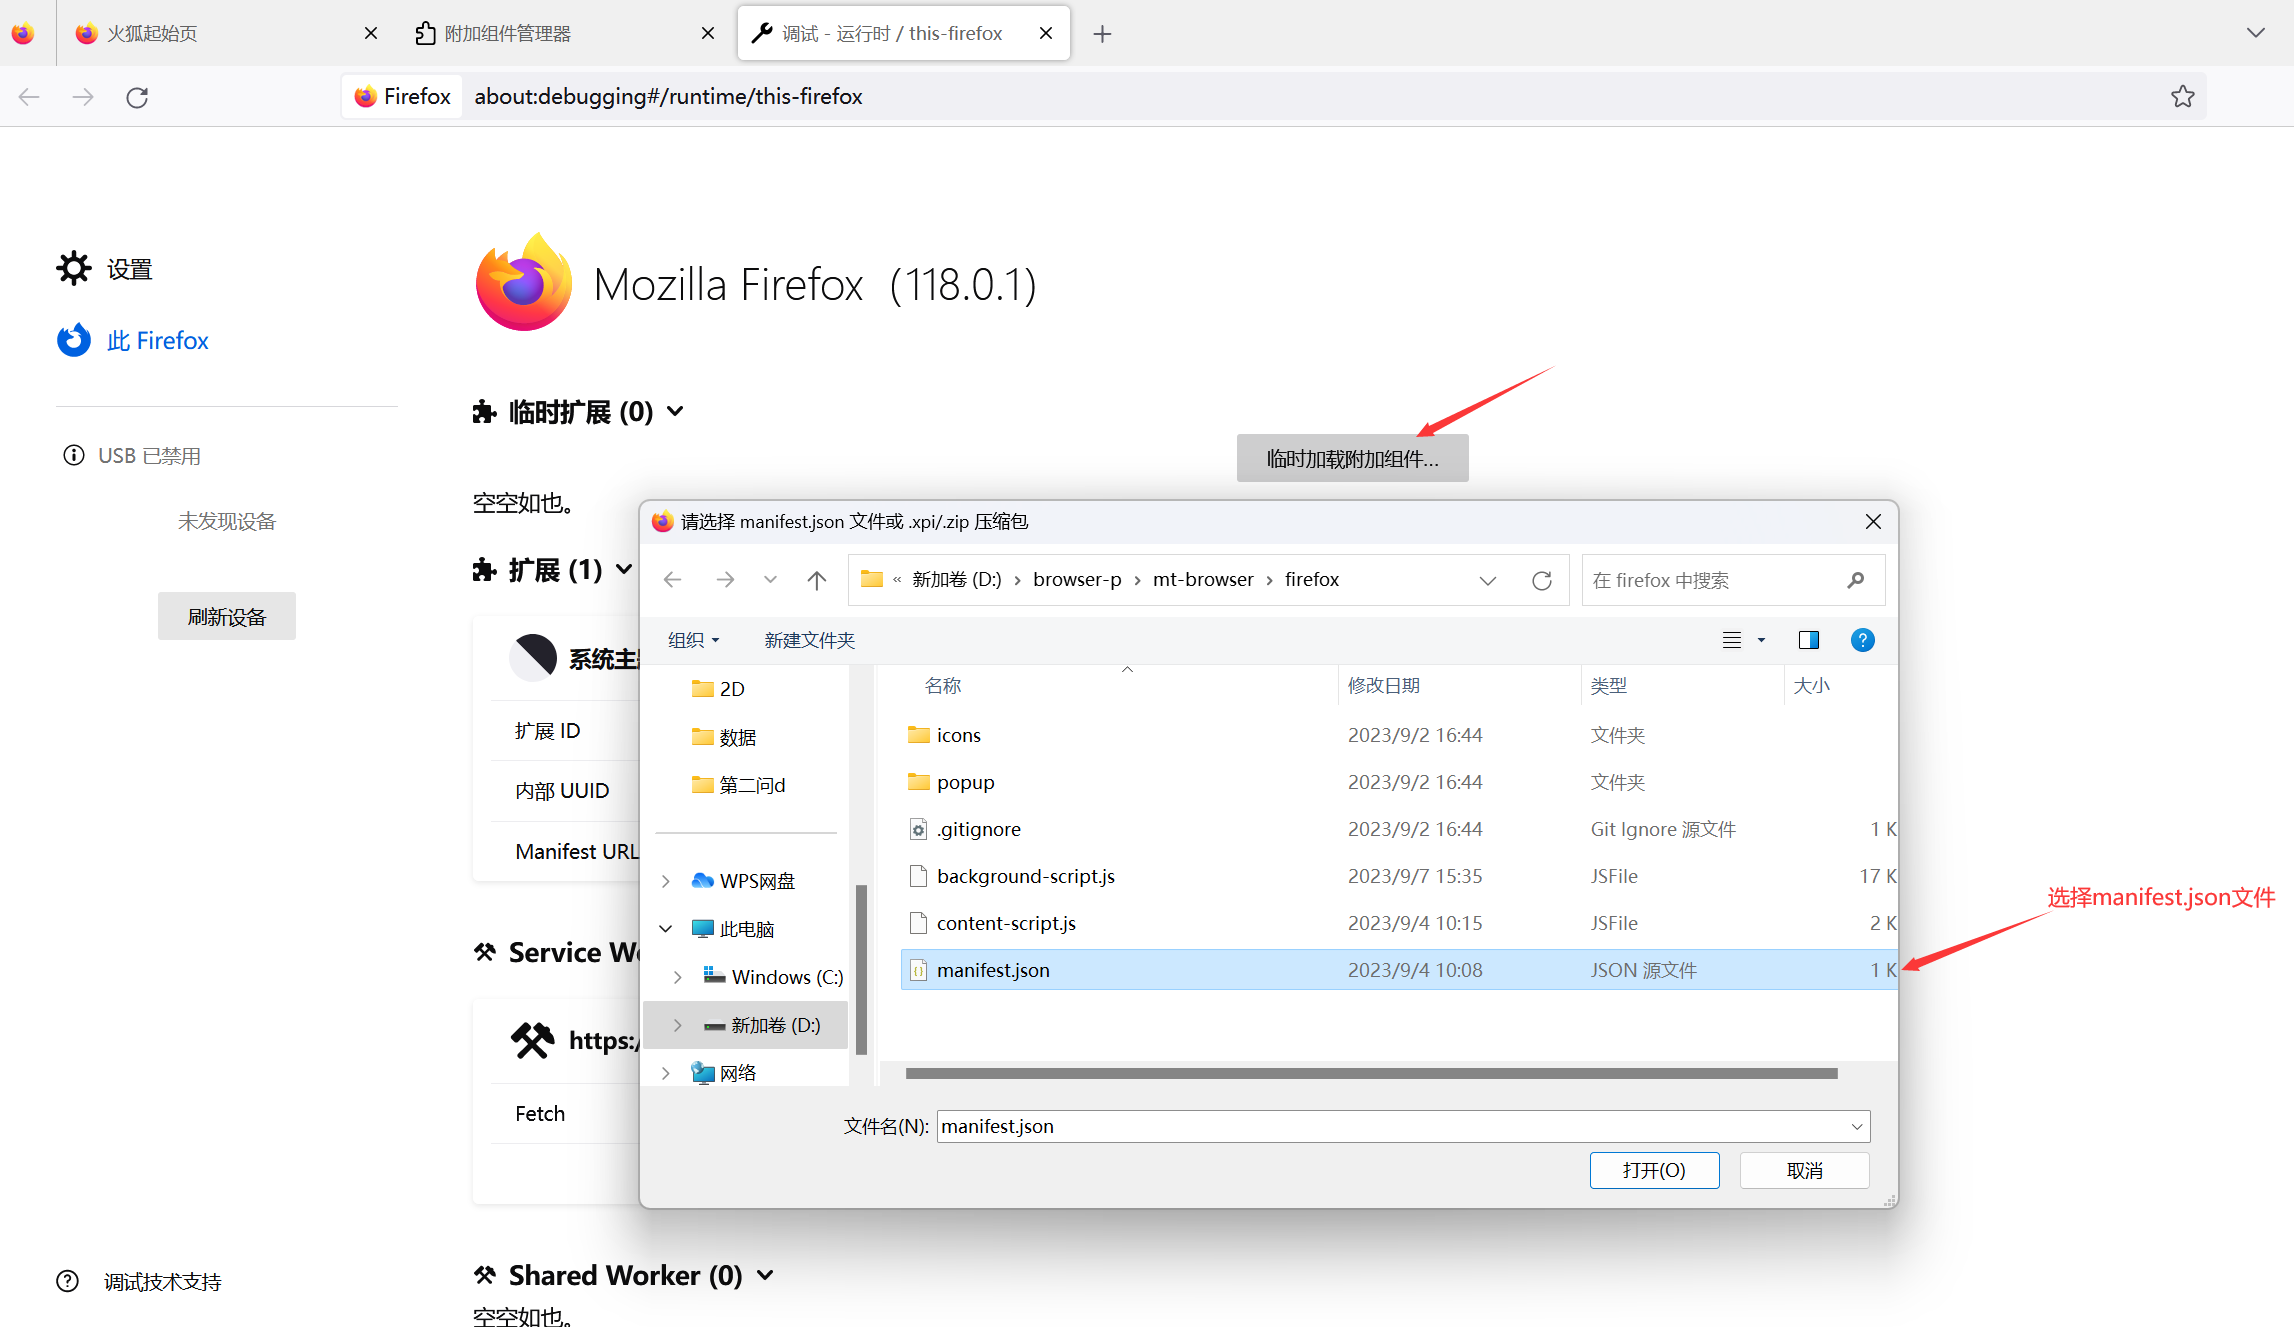 火狐起始页
附加组件管理器
调试 - 运行时 / this-firefox
Firefox
about:debugging#/runtime/this-firefox
设置
此 Firefox
USB 已禁用
未发现设备
刷新设备
调试技术支持
Mozilla Firefox (118.0.1)
临时扩展 (0)
临时加载附加组件...
空空如也。
扩展 (1)
系统主
扩展 ID
内部 UUID
Manifest URL
Service Wo
https:/
Fetch
Shared Worker (0)
空空如也。
请选择 manifest.json 文件或 .xpi/.zip 压缩包
« 新加卷 (D:) › browser-p › mt-browser › firefox
在 firefox 中搜索
组织
新建文件夹
2D
数据
第二问d
WPS网盘
此电脑
Windows (C:)
新加卷 (D:)
网络
名称 修改日期 类型 大小
icons 2023/9/2 16:44 文件夹
popup 2023/9/2 16:44 文件夹
.gitignore 2023/9/2 16:44 Git Ignore 源文件 1 K
background-script.js 2023/9/7 15:35 JSFile 17 K
content-script.js 2023/9/4 10:15 JSFile 2 K
manifest.json 2023/9/4 10:08 JSON 源文件 1 K
选择manifest.json文件
文件名(N): manifest.json
打开(O)
取消